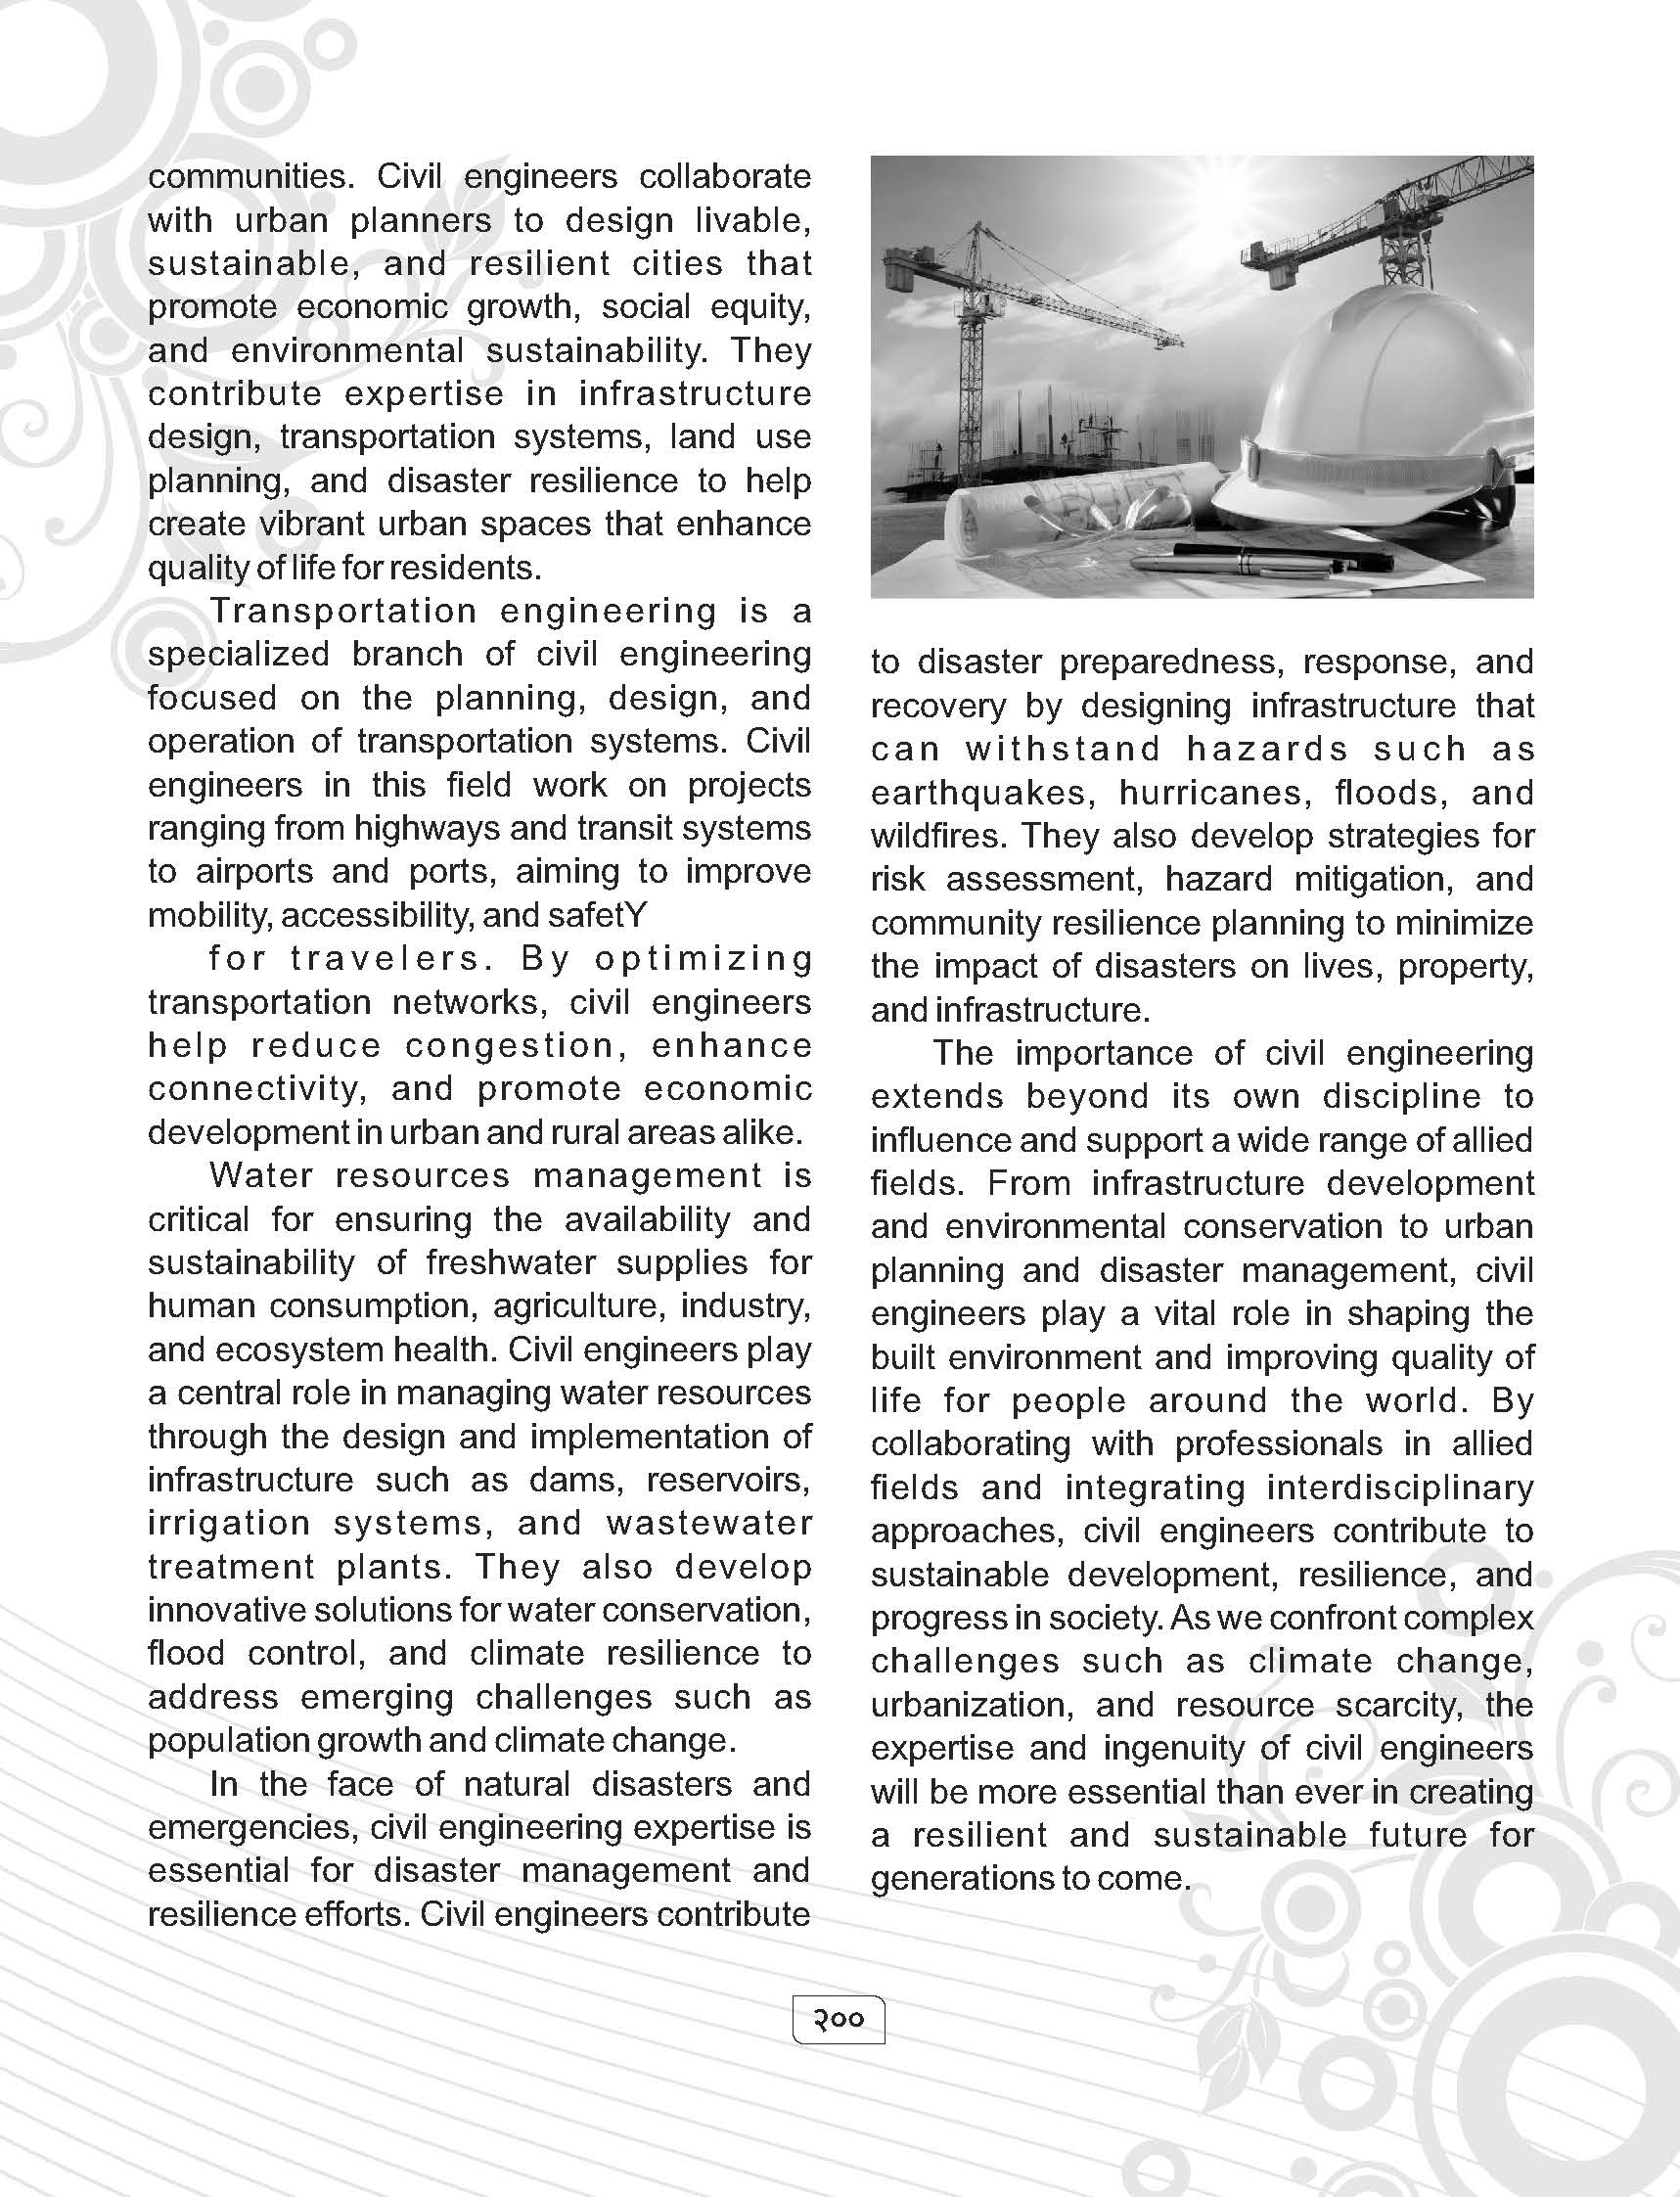 communities. Civil engineers collaborate
with urban planners to design livable,
sustainable, and resilient cities that
promote economic growth, social equity,
and environmental sustainability. They
contribute expertise in infrastructure
design, transportation systems, land use
planning, and disaster resilience to help
create vibrant urban spaces that enhance
quality of life for residents.
Transportation engineering is a
specialized branch of civil engineering
focused on the planning, design, and
operation of transportation systems. Civil
engineers in this field work on projects
ranging from highways and transit systems
to airports and ports, aiming to improve
mobility, accessibility, and safetY
for travelers. By optimizing
transportation networks, civil engineers
help reduce congestion, enhance
connectivity, and promote economic
development in urban and rural areas alike.
Water resources management is
critical for ensuring the availability and
sustainability of freshwater supplies for
human consumption, agriculture, industry,
and ecosystem health. Civil engineers play
a central role in managing water resources
through the design and implementation of
infrastructure such as dams, reservoirs,
irrigation systems, and wastewater
treatment plants. They also develop
innovative solutions for water conservation,
flood control, and climate resilience to
address emerging challenges such as
population growth and climate change.
In the face of natural disasters and
emergencies, civil engineering expertise is
essential for disaster management and
resilience efforts. Civil engineers contribute
to disaster preparedness, response, and
recovery by designing infrastructure that
can withstand hazards such as
earthquakes, hurricanes, floods, and
wildfires. They also develop strategies for
risk assessment, hazard mitigation, and
community resilience planning to minimize
the impact of disasters on lives, property,
and infrastructure.
The importance of civil engineering
extends beyond its own discipline to
influence and support a wide range of allied
fields. From infrastructure development
and environmental conservation to urban
planning and disaster management, civil
engineers play a vital role in shaping the
built environment and improving quality of
life for people around the world. By
collaborating with professionals in allied
fields and integrating interdisciplinary
approaches, civil engineers contribute to
sustainable development, resilience, and
progress in society. As we confront complex
challenges such as climate change,
urbanization, and resource scarcity, the
expertise and ingenuity of civil engineers
will be more essential than ever in creating
a resilient and sustainable future for
generations to come.
२००